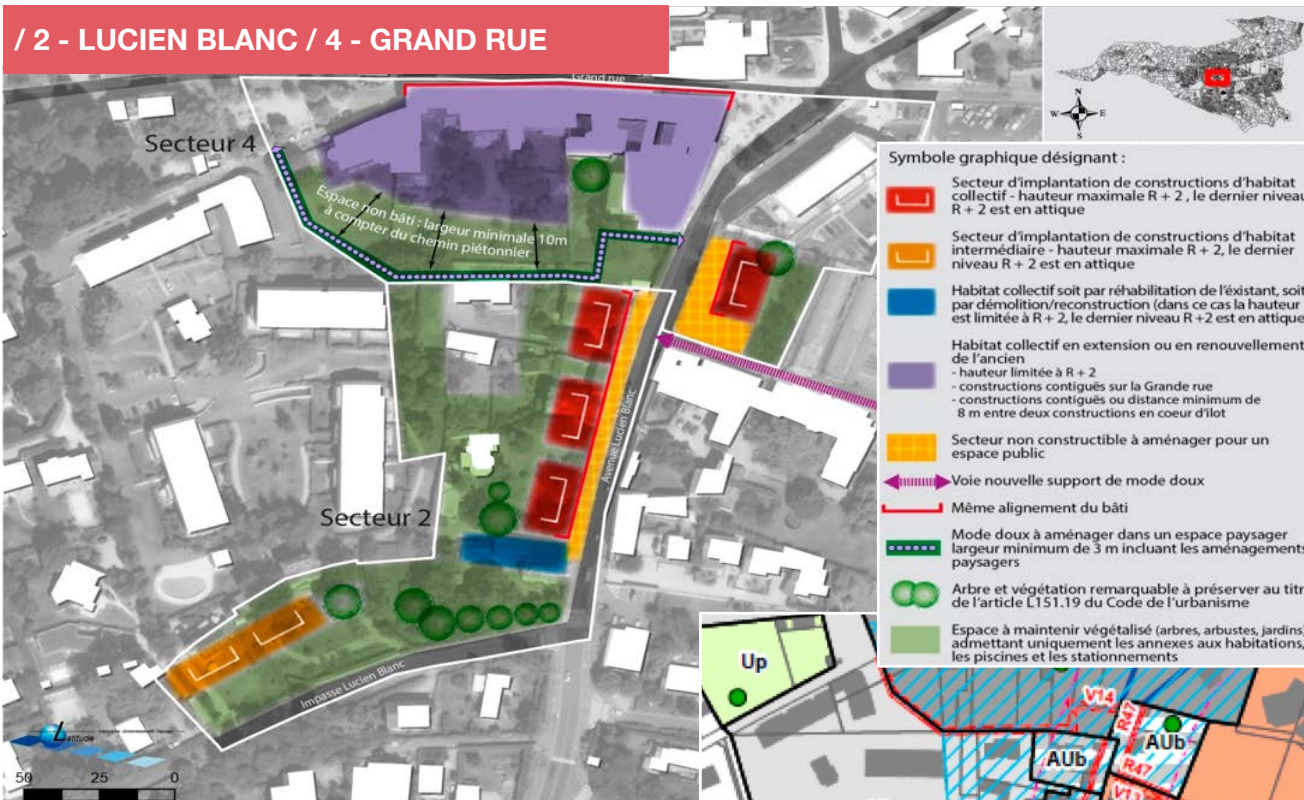 / 2 - LUCIEN BLANC / 4 - GRAND RUE
Grand rue
Secteur 4
Espace non bâti : largeur minimale 10m
à compter du chemin piétonnier
Avenue Lucien Blanc
Secteur 2
Impasse Lucien Blanc
Latitude
50 25 0
N
W E
S
Symbole graphique désignant :
Secteur d'implantation de constructions d'habitat
collectif - hauteur maximale R + 2 , le dernier niveau
R + 2 est en attique
Secteur d'implantation de constructions d'habitat
intermédiaire - hauteur maximale R + 2, le dernier
niveau R + 2 est en attique
Habitat collectif soit par réhabilitation de l'éxistant, soit
par démolition/reconstruction (dans ce cas la hauteur
est limitée à R + 2, le dernier niveau R +2 est en attique
Habitat collectif en extension ou en renouvellement
de l'ancien
- hauteur limitée à R + 2
- constructions contiguës sur la Grande rue
- constructions contiguës ou distance minimum de
8 m entre deux constructions en coeur d'îlot
Secteur non constructible à aménager pour un
espace public
Voie nouvelle support de mode doux
Même alignement du bâti
Mode doux à aménager dans un espace paysager
largeur minimum de 3 m incluant les aménagements
paysagers
Arbre et végétation remarquable à préserver au titr
de l'article L151.19 du Code de l'urbanisme
Espace à maintenir végétalisé (arbres, arbustes, jardins)
admettant uniquement les annexes aux habitations,
les piscines et les stationnements
Up
V14
R47
AUb
AUb
R47